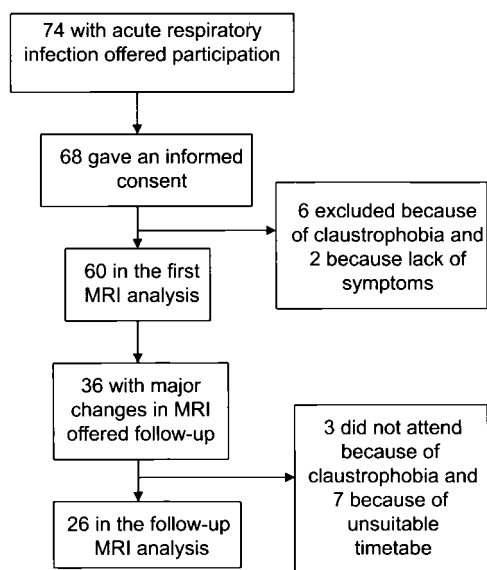 74 with acute respiratory
infection offered participation
68 gave an informed
consent
6 excluded because
of claustrophobia and
2 because lack of
symptoms
60 in the first
MRI analysis
36 with major
changes in MRI
offered follow-up
3 did not attend
because of
claustrophobia and
7 because of
unsuitable
timetabe
26 in the follow-up
MRI analysis